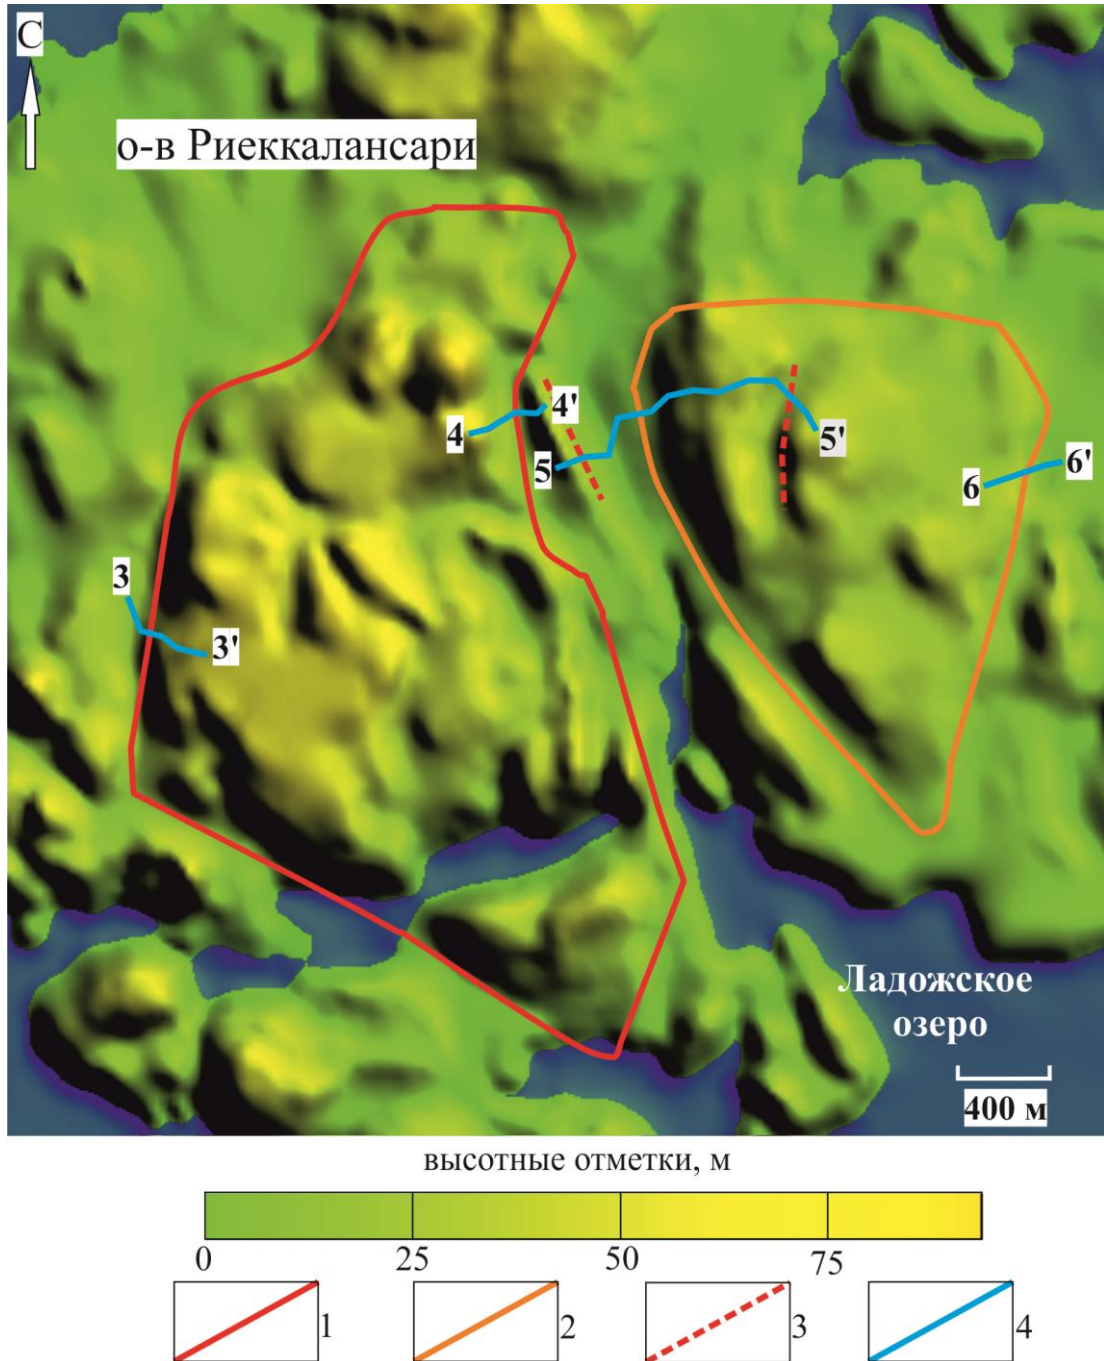 С
о-в Риеккалансари
4
4'
5
5'
6
6'
3
3'
Ладожское
озеро
400 м
высотные отметки, м
0 25 50 75
1 2 3 4